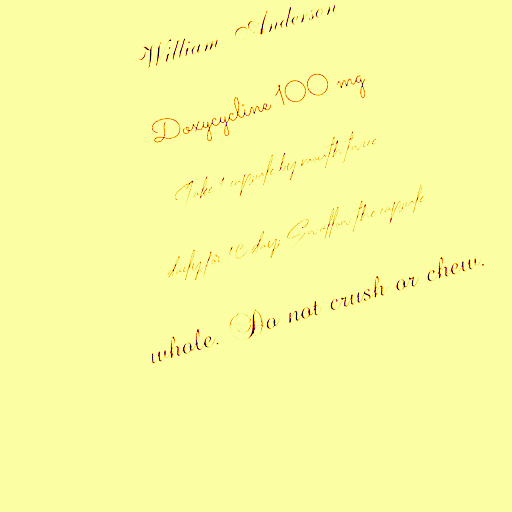 William Anderson
Doxycycline 100 mg
Take 1 capsule by mouth twice
daily for 10 days. Swallow the capsule
whole. Do not crush or chew.